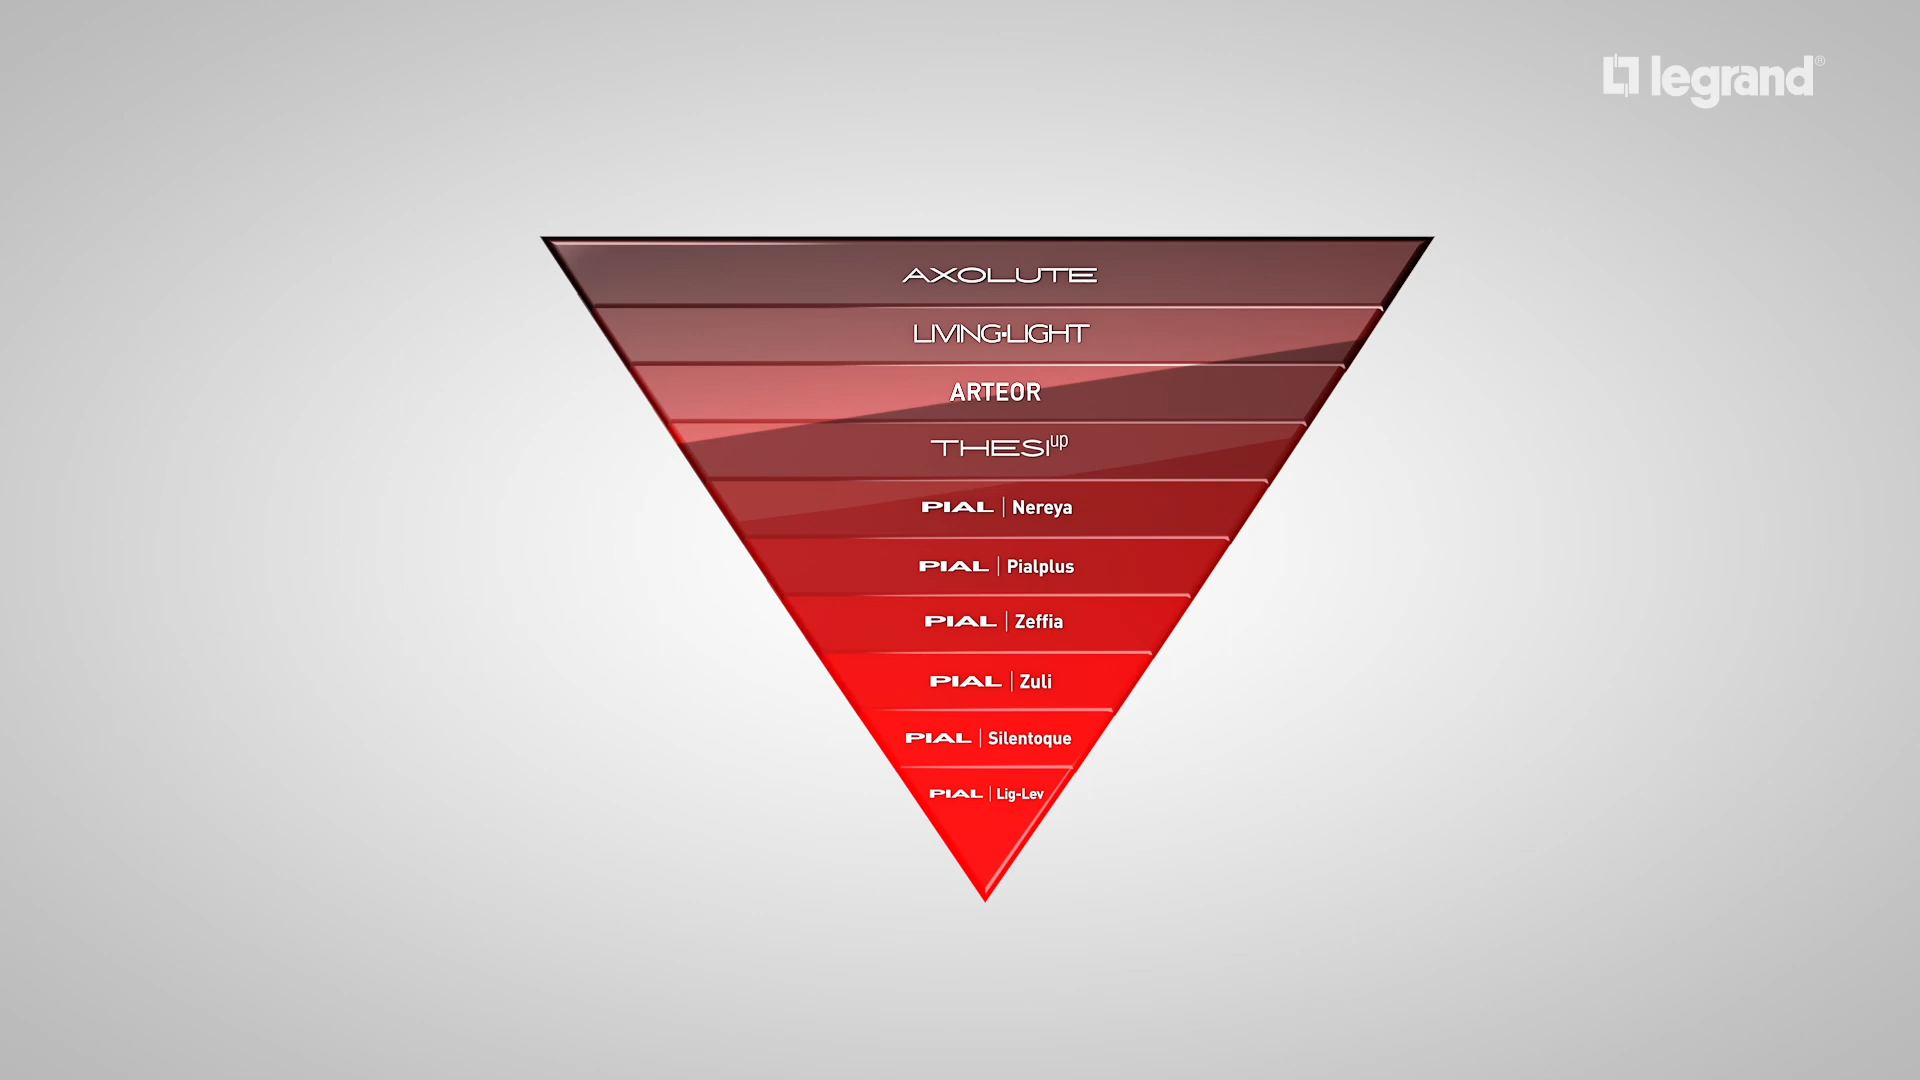 legrand®
AXOLUTE
LIVING·LIGHT
ARTEOR
THESI up
PIAL | Nereya
PIAL | Pialplus
PIAL | Zeffia
PIAL | Zuli
PIAL | Silentoque
PIAL | Lig-Lev